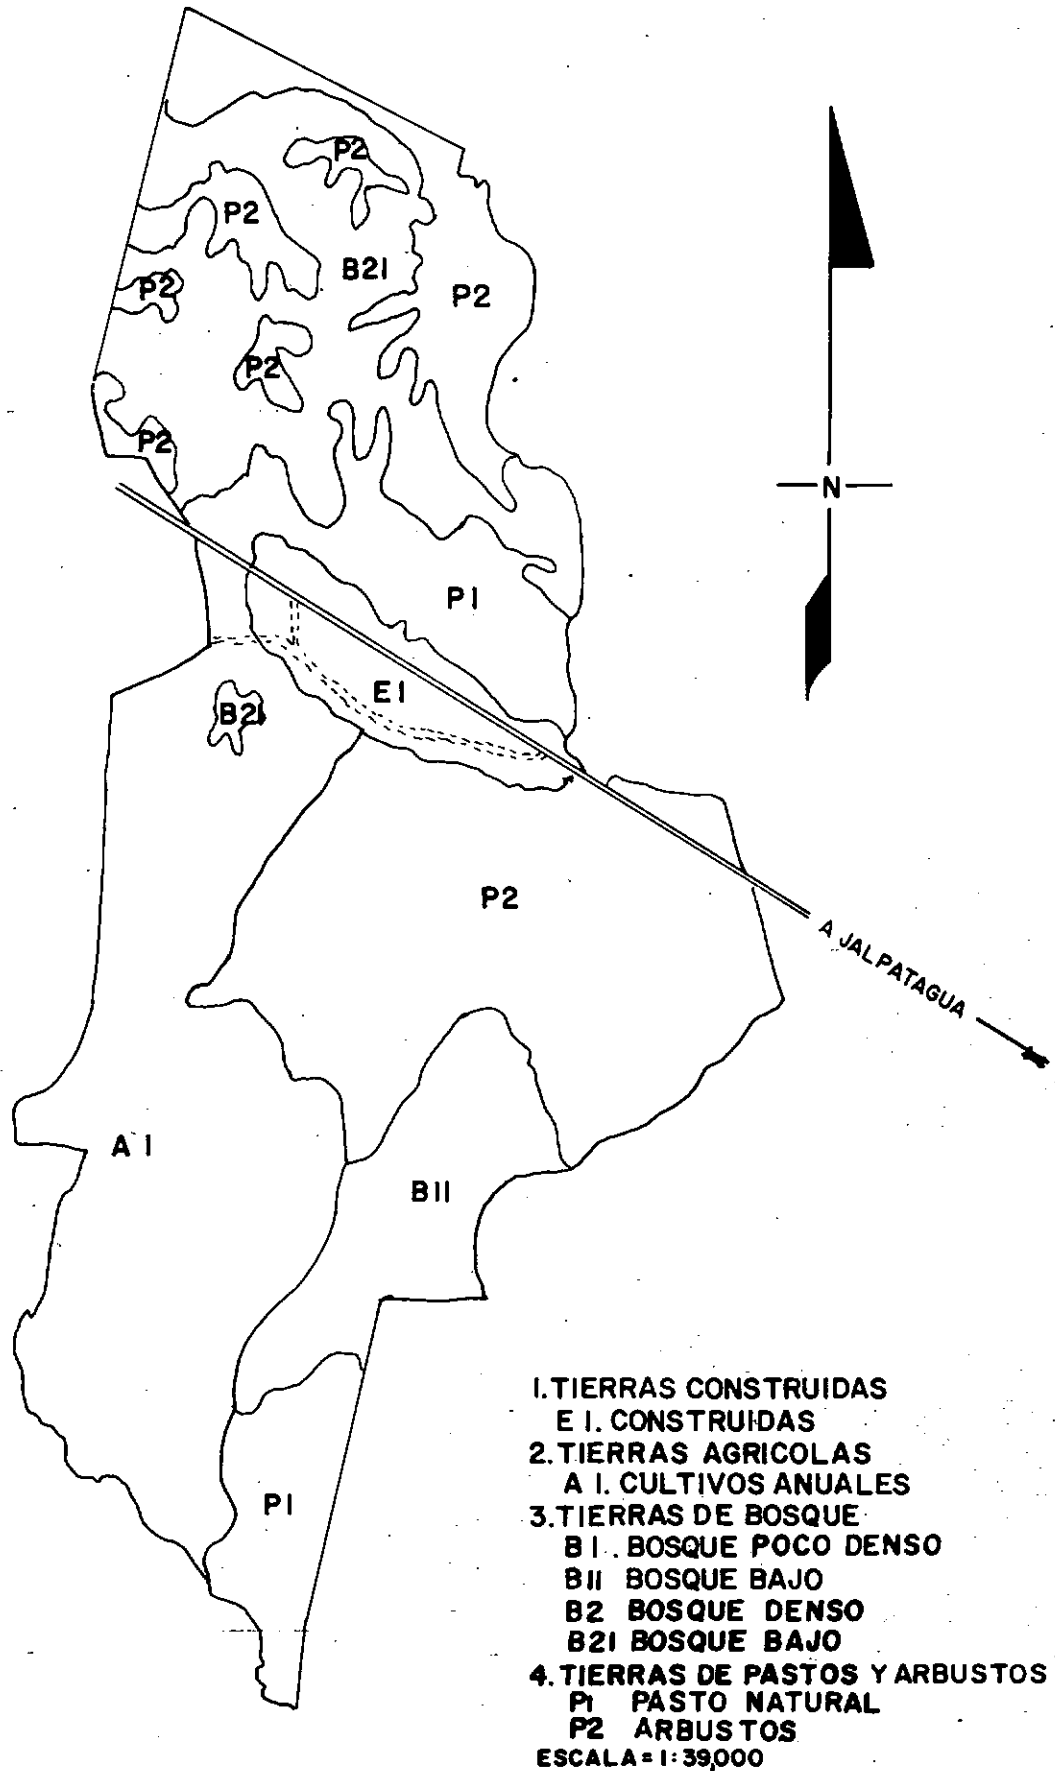 P2
P2
B21
P2
P2
P2
P2
N
P1
E1
B21
P2
A JALPATAGUA
A 1
B11
P1
1. TIERRAS CONSTRUIDAS
E 1. CONSTRUIDAS
2. TIERRAS AGRICOLAS
A 1. CULTIVOS ANUALES
3. TIERRAS DE BOSQUE
B 1. BOSQUE POCO DENSO
B11 BOSQUE BAJO
B2 BOSQUE DENSO
B21 BOSQUE BAJO
4. TIERRAS DE PASTOS Y ARBUSTOS
P1 PASTO NATURAL
P2 ARBUSTOS
ESCALA = 1:39,000